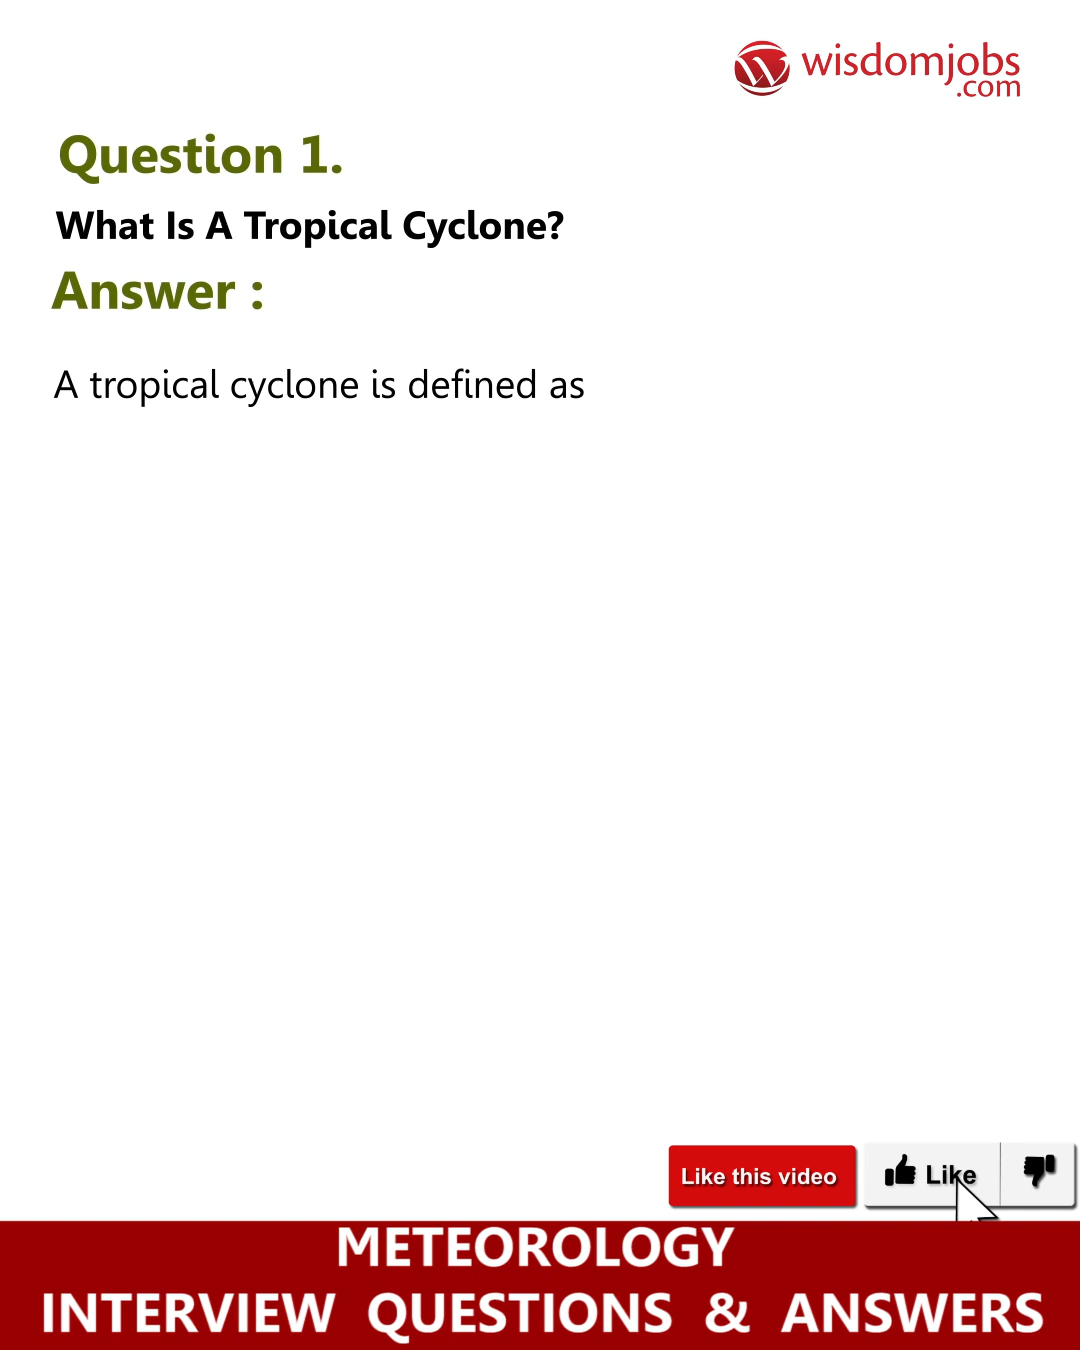 wisdomjobs
.com
Question 1.
What Is A Tropical Cyclone?
Answer :
A tropical cyclone is defined as
Like this video
Like
METEOROLOGY
INTERVIEW QUESTIONS & ANSWERS